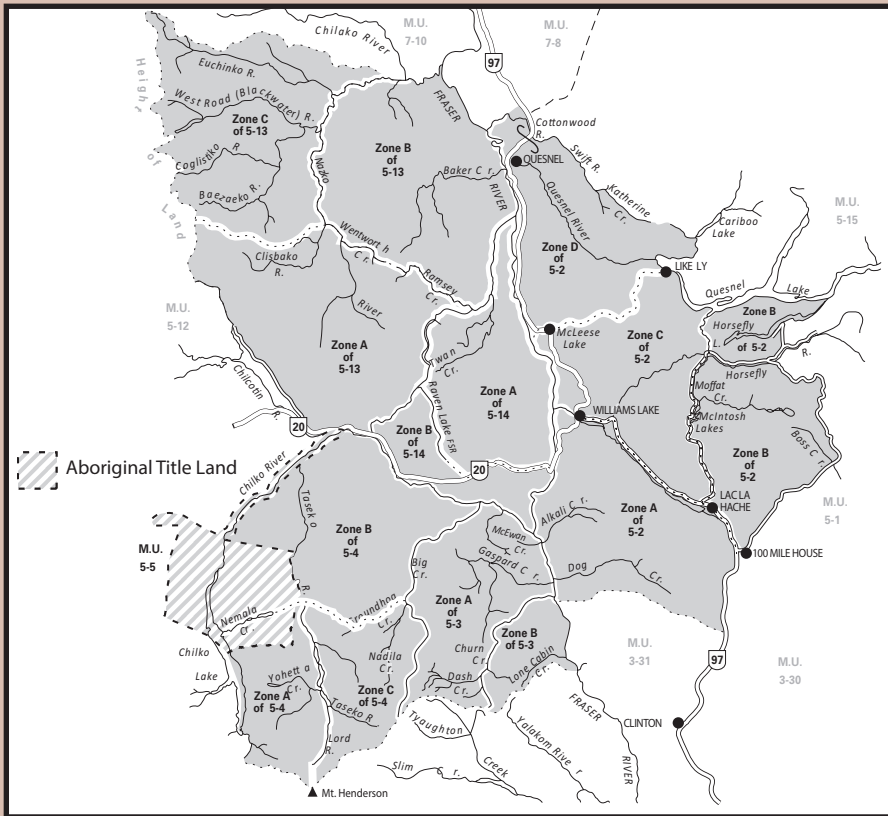 M.U.
7-10
M.U.
7-8
Chilako River
97
Height
of
Land
Euchinko R.
West Road (Blackwater) R.
Zone C
of 5-13
Coglistiko R
Baezaeko R.
Nazko
Zone B
of
5-13
FRASER
RIVER
Baker Cr.
Cottonwood
R.
QUESNEL
Swift R.
Katherine
Cr.
Quesnel River
Cariboo
Lake
M.U.
5-15
Zone D
of
5-2
LIKELY
Quesnel
Lake
Wentworth
Cr.
Clisbako
R.
Ramsey
Cr.
River
M.U.
5-12
Zone A
of
5-13
McLeese
Lake
Zone C
of
5-2
Zone B
Horsefly
L.
of 5-2
Horsefly
R.
Twan
Cr.
Moffat
Cr.
McIntosh
Lakes
Chilcotin
R.
20
Raven Lake FSR
Zone A
of
5-14
Zone B
of
5-14
20
WILLIAMS LAKE
Zone B
of
5-2
Boss Cr.
Aboriginal Title Land
Chilko River
Taseko
R.
Zone B
of
5-4
Alkali Cr.
McEwan
Cr.
Zone A
of
5-2
LAC LA
HACHE
M.U.
5-1
M.U.
5-5
100 MILE HOUSE
Big
Cr.
Gaspard Cr.
Dog
Cr.
Nemaia
Cr.
Groundhog
Cr.
Zone A
of
5-3
Zone B
of 5-3
Churn
Cr.
Lone Cabin
Cr.
Chilko
Lake
Yohetta
Cr.
Nadila
Cr.
Dash
Cr.
Zone A
of 5-4
Zone C
of 5-4
Taseko R
Lord
R.
Tyaughton
Creek
Yalakom River
FRASER
RIVER
M.U.
3-31
97
M.U.
3-30
CLINTON
Slim Cr.
Mt. Henderson